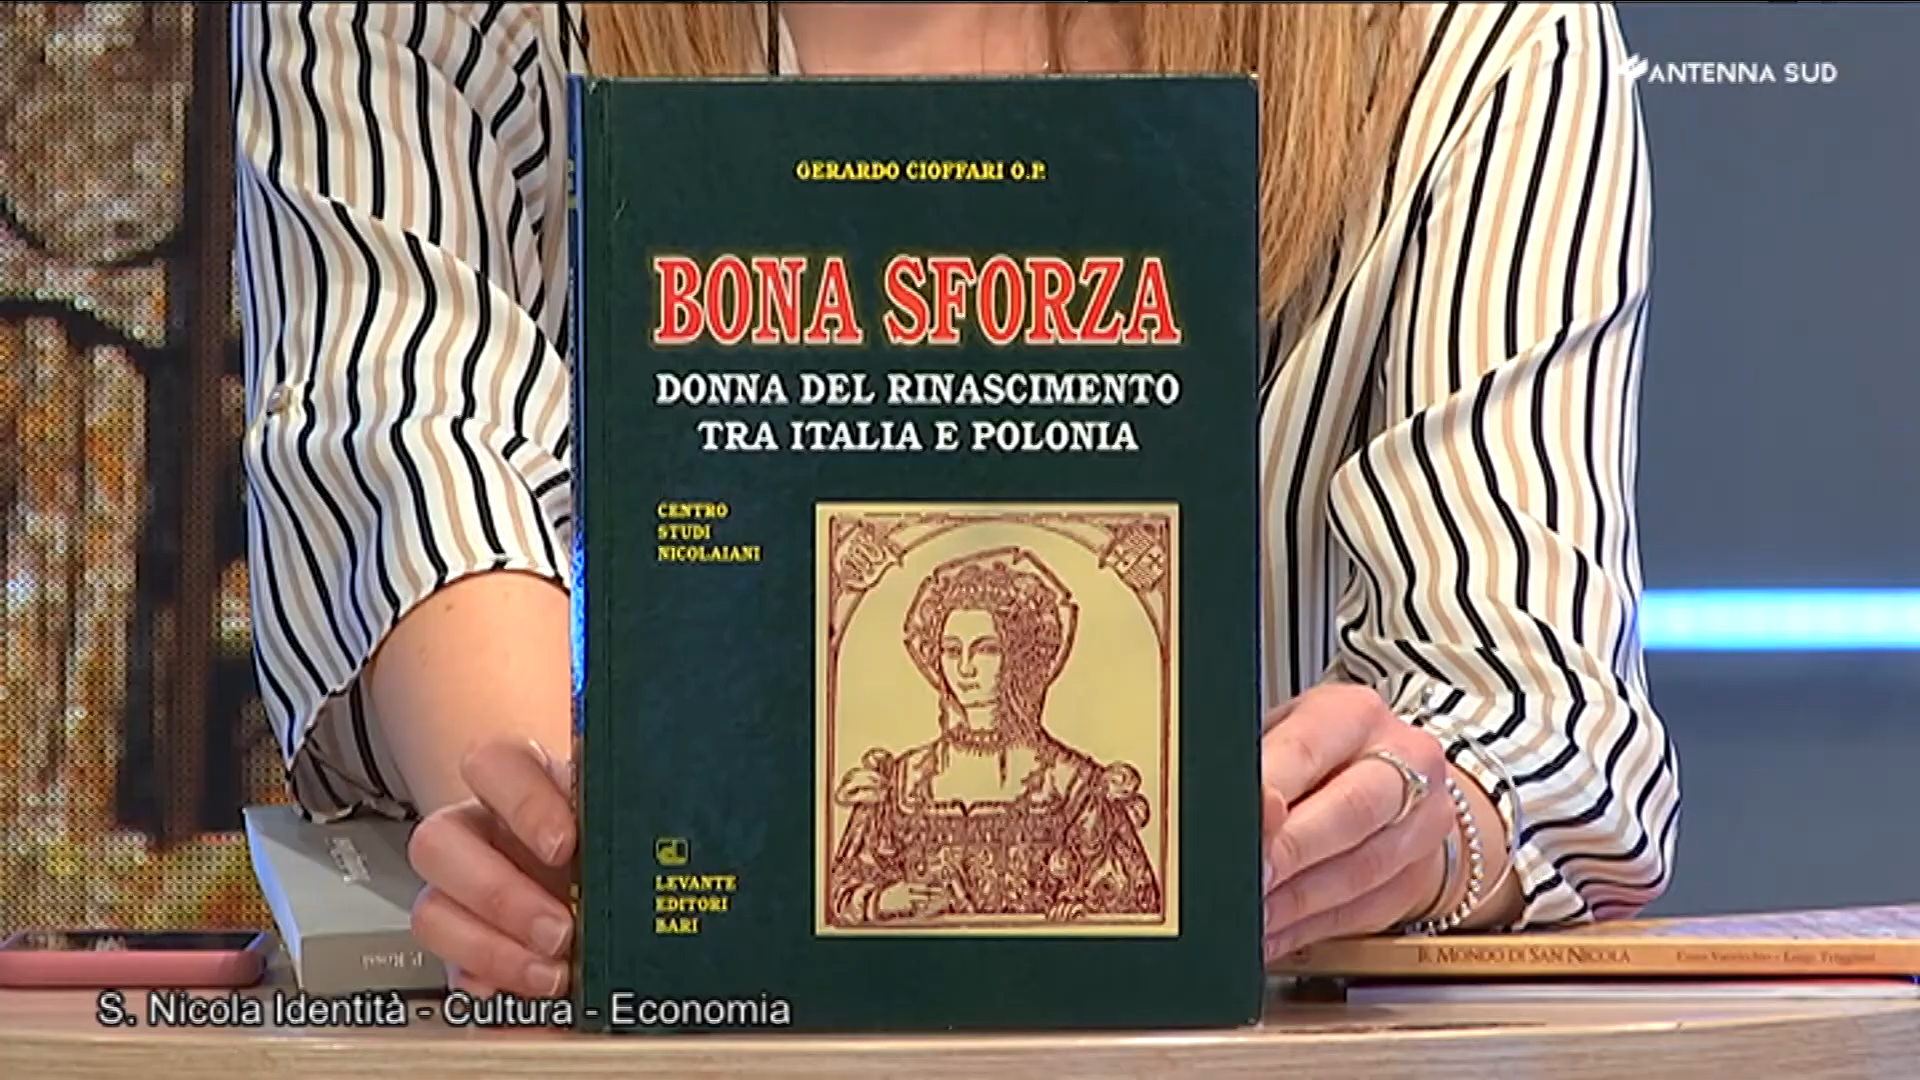 ANTENNA SUD
GERARDO CIOFFARI O.P.
BONA SFORZA
DONNA DEL RINASCIMENTO
TRA ITALIA E POLONIA
CENTRO
STUDI
NICOLAIANI
LEVANTE
EDITORI
BARI
P. Rossi
IL MONDO DI SAN NICOLA
S. Nicola Identità - Cultura - Economia